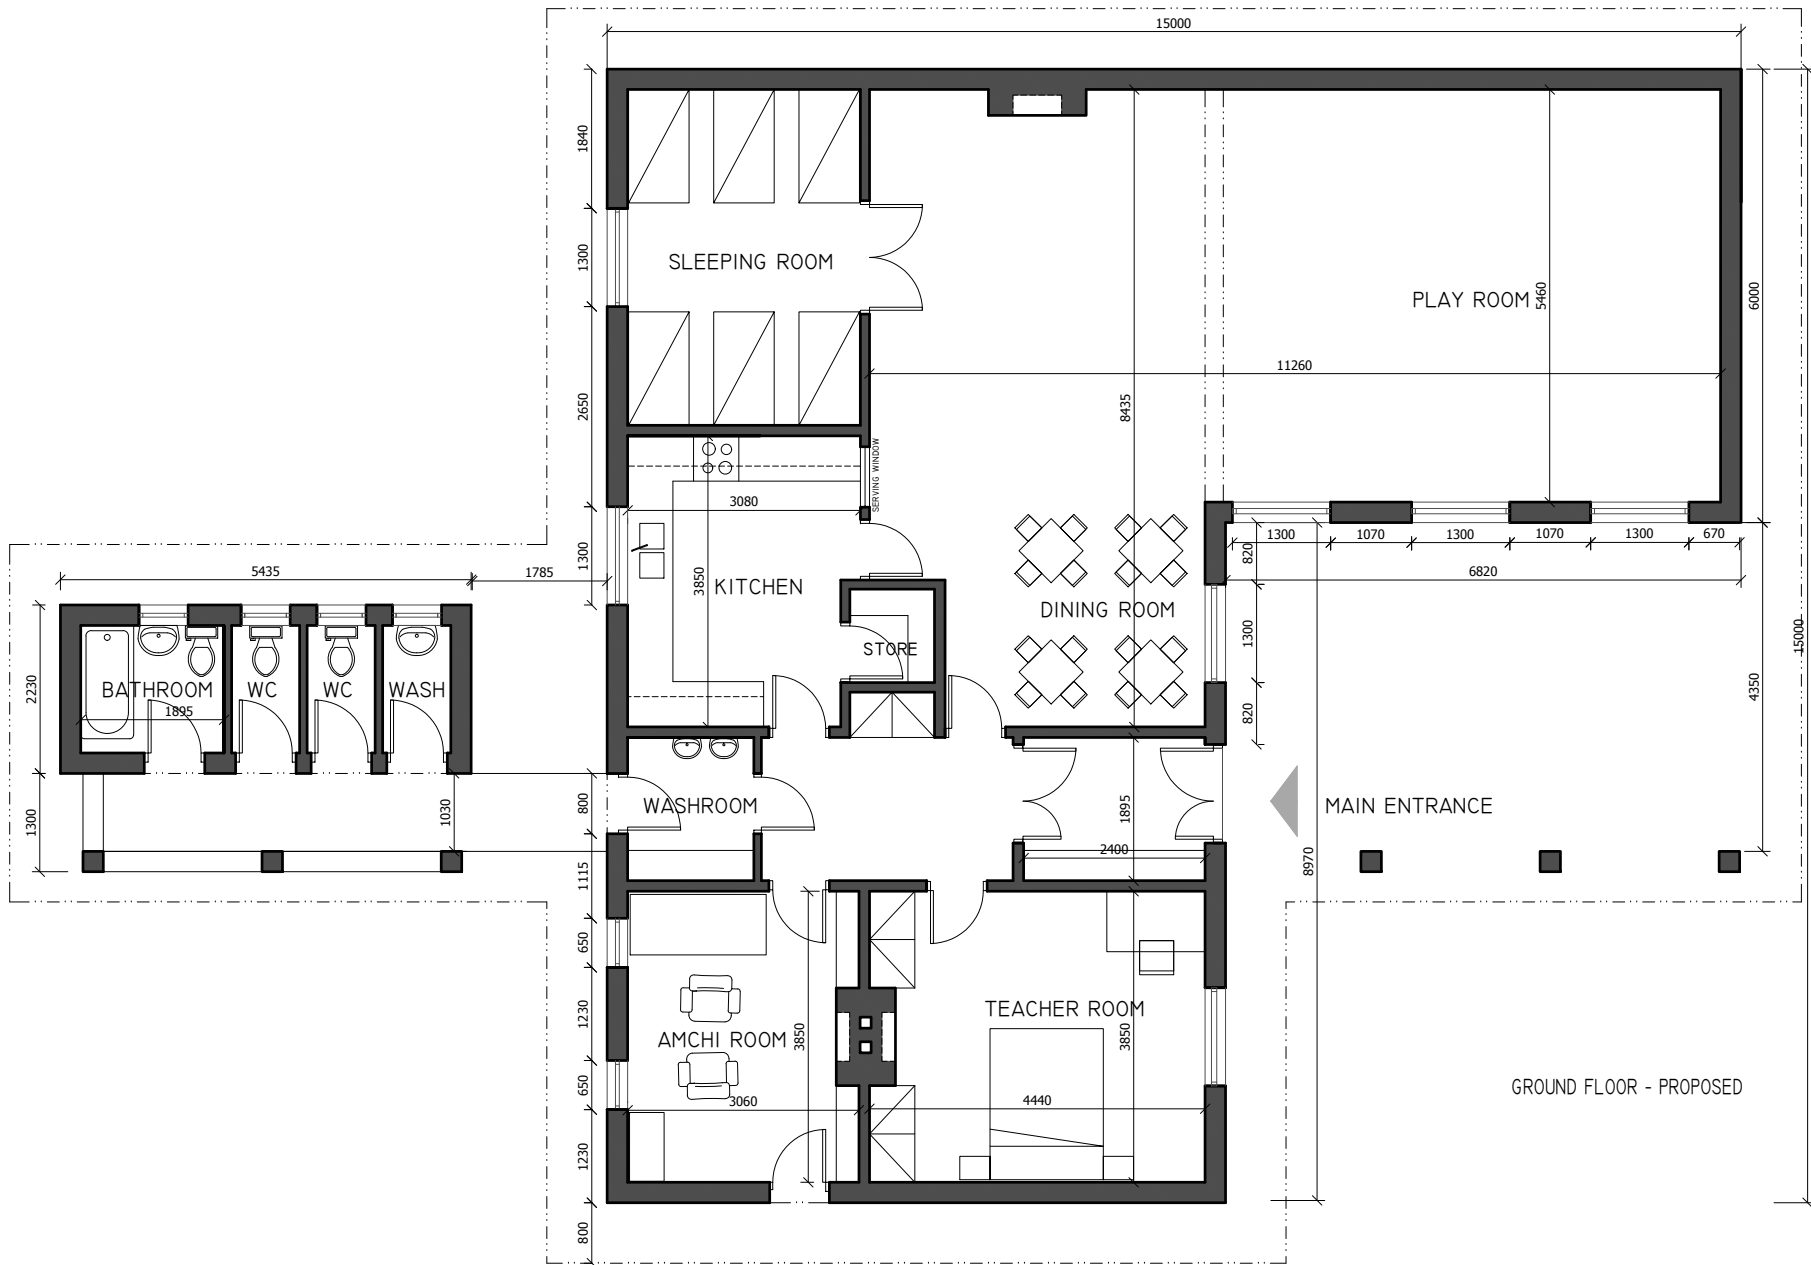 15000
1840
1300
2650
1300
800
1115
650
1230
650
1230
800
SLEEPING ROOM
PLAY ROOM
5460
6000
11260
8435
SERVING WINDOW
3080
3850
KITCHEN
STORE
DINING ROOM
820
1300
820
1300
1070
1300
1070
1300
670
6820
15000
4350
8970
5435
1785
2230
1300
BATHROOM
1895
WC
WC
WASH
1030
WASHROOM
1895
2400
MAIN ENTRANCE
AMCHI ROOM
3850
3060
TEACHER ROOM
3850
4440
GROUND FLOOR - PROPOSED